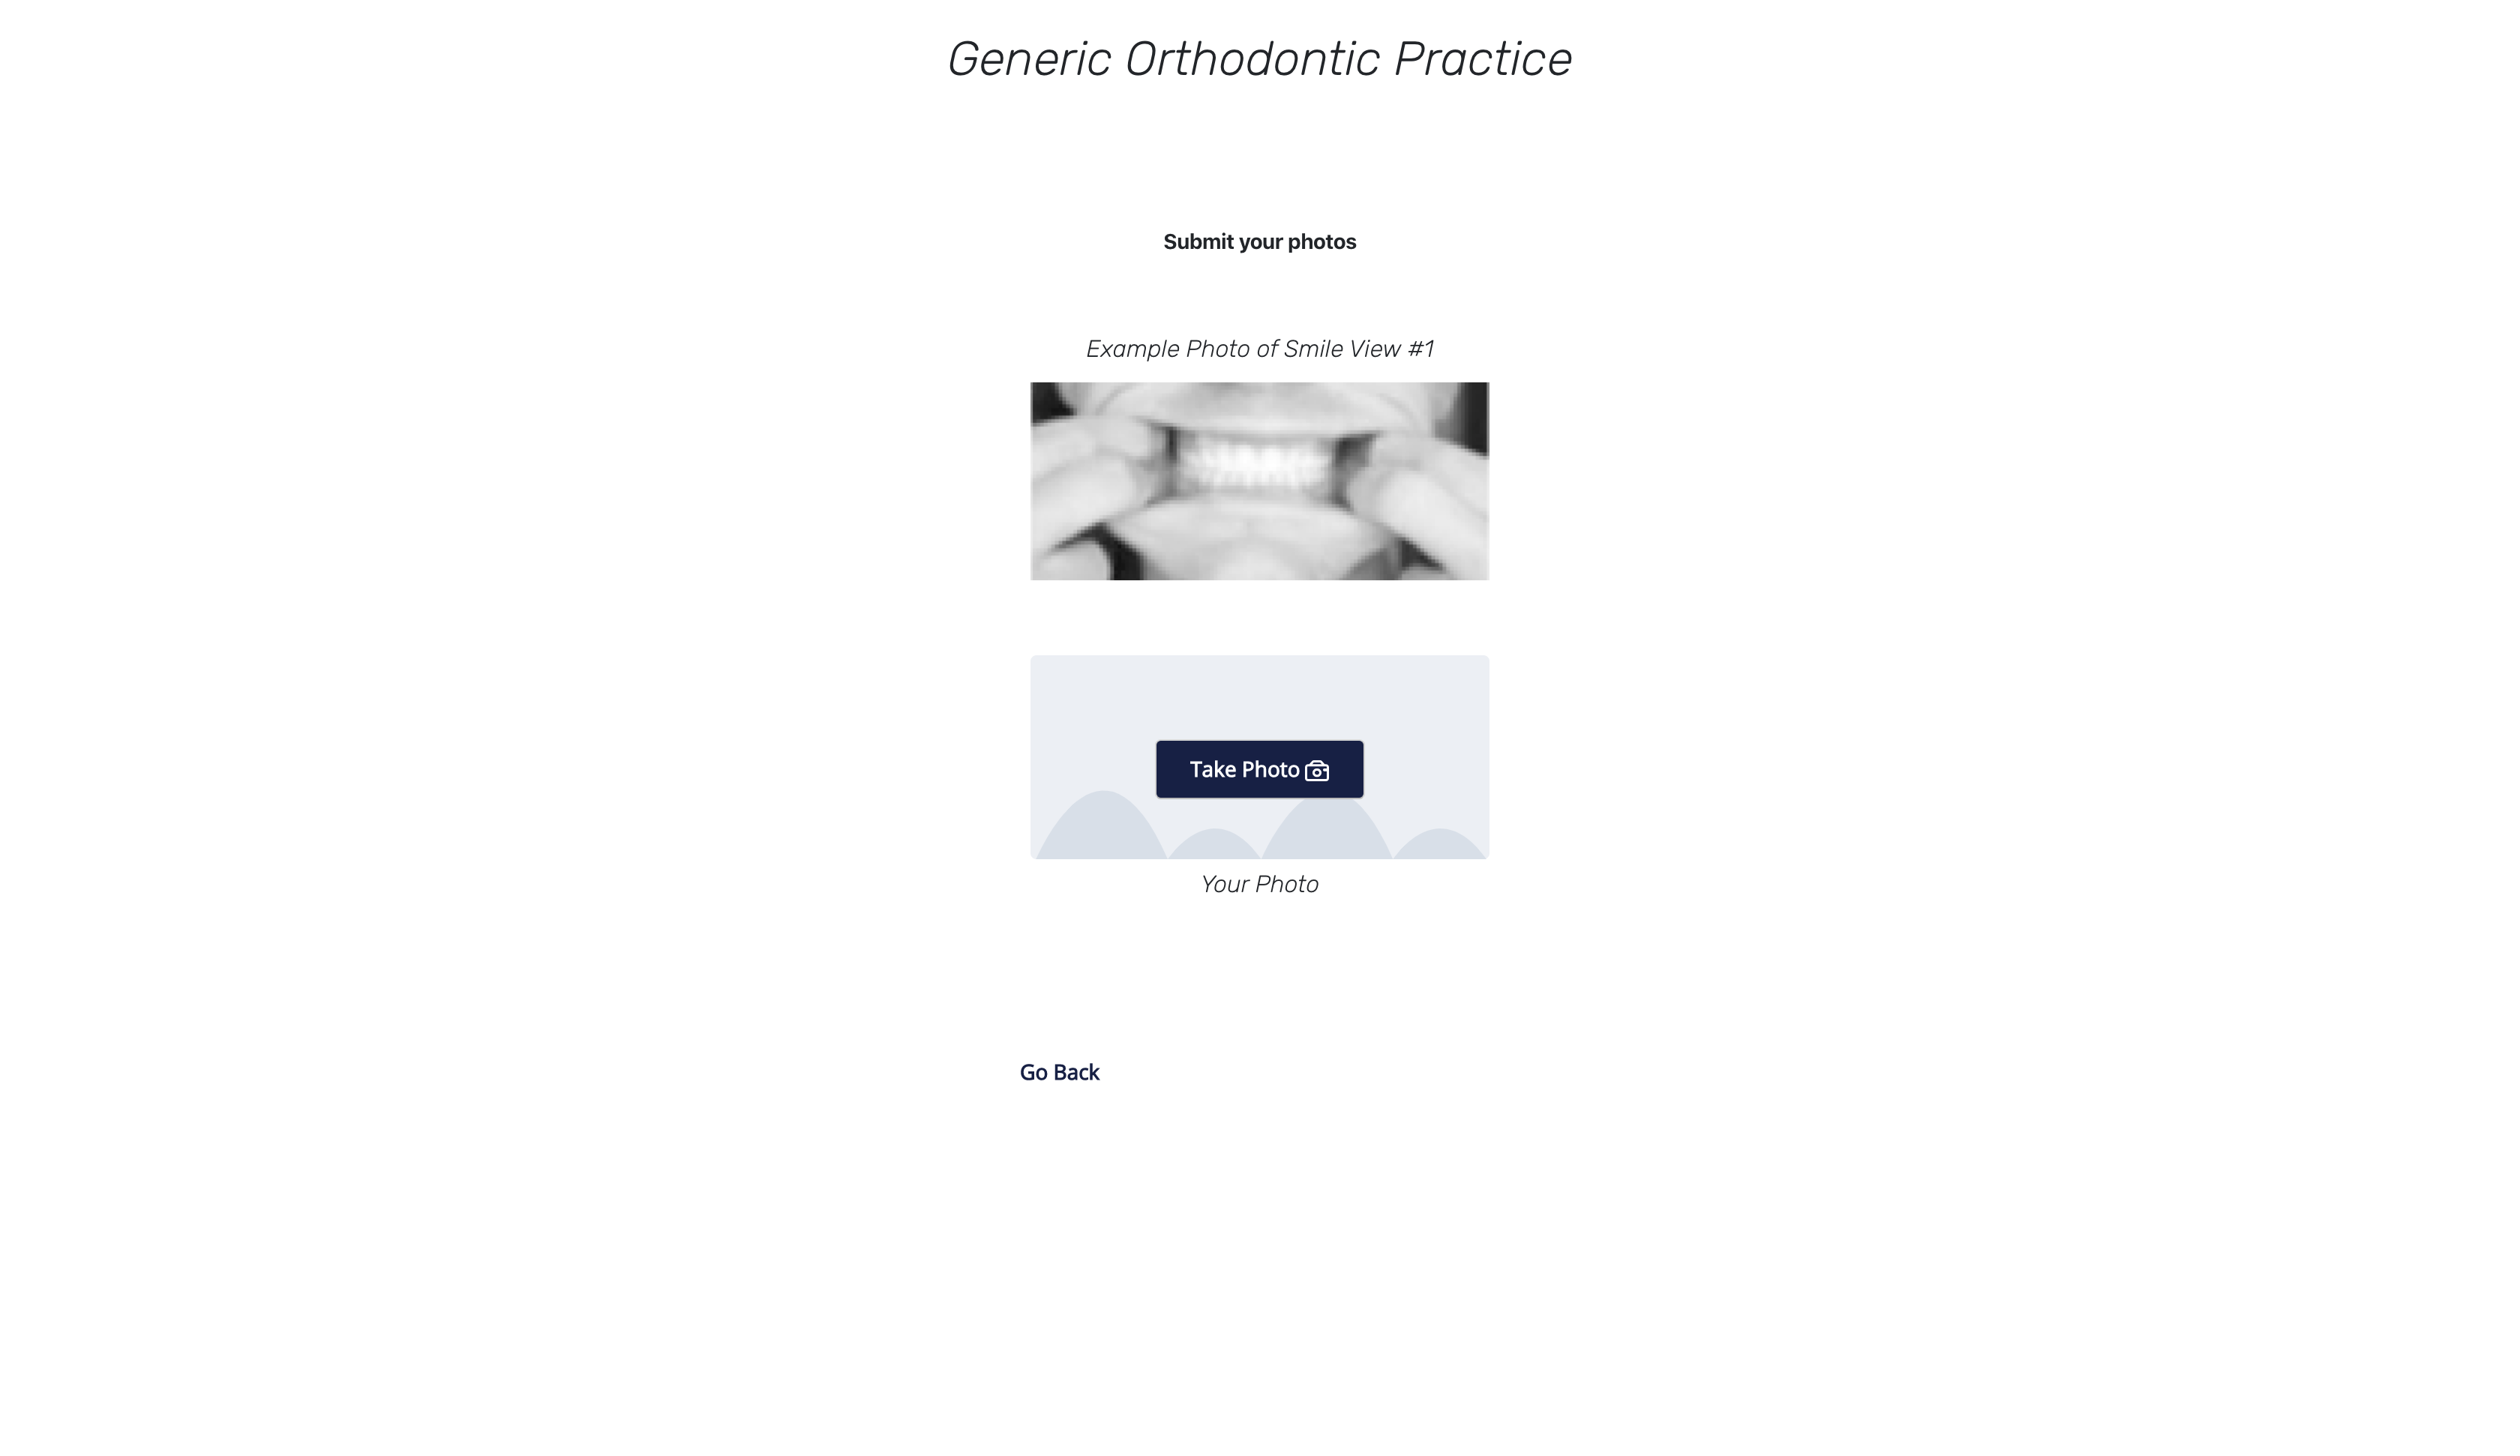 Generic Orthodontic Practice
Submit your photos
Example Photo of Smile View #1
Take Photo
Your Photo
Go Back